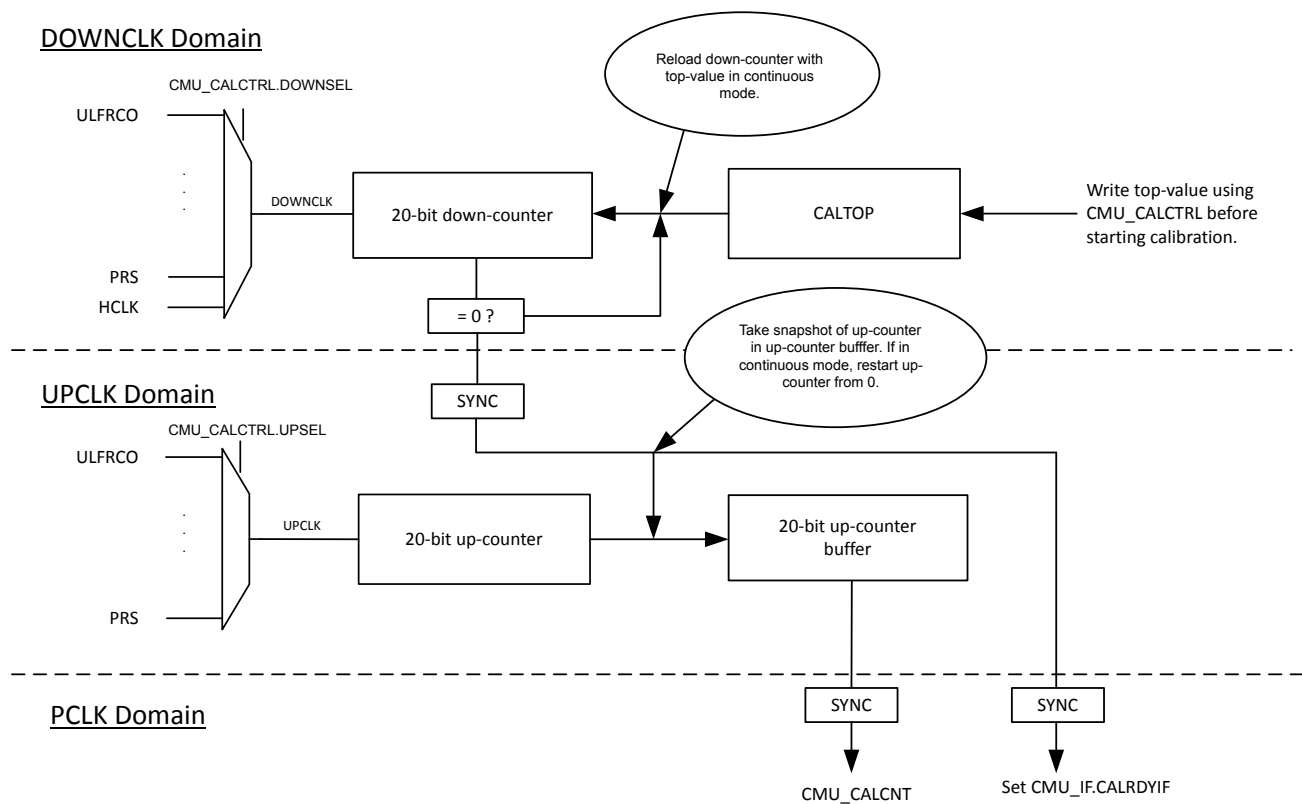 DOWNCLK Domain
CMU_CALCTRL.DOWNSEL
ULFRCO
.
.
.
DOWNCLK
PRS
HCLK
20-bit down-counter
= 0 ?
Reload down-counter with
top-value in continuous
mode.
CALTOP
Write top-value using
CMU_CALCTRL before
starting calibration.
UPCLK Domain
SYNC
Take snapshot of up-counter
in up-counter bufffer. If in
continuous mode, restart up-
counter from 0.
CMU_CALCTRL.UPSEL
ULFRCO
.
.
.
UPCLK
PRS
20-bit up-counter
20-bit up-counter
buffer
PCLK Domain
SYNC
SYNC
CMU_CALCNT
Set CMU_IF.CALRDYIF